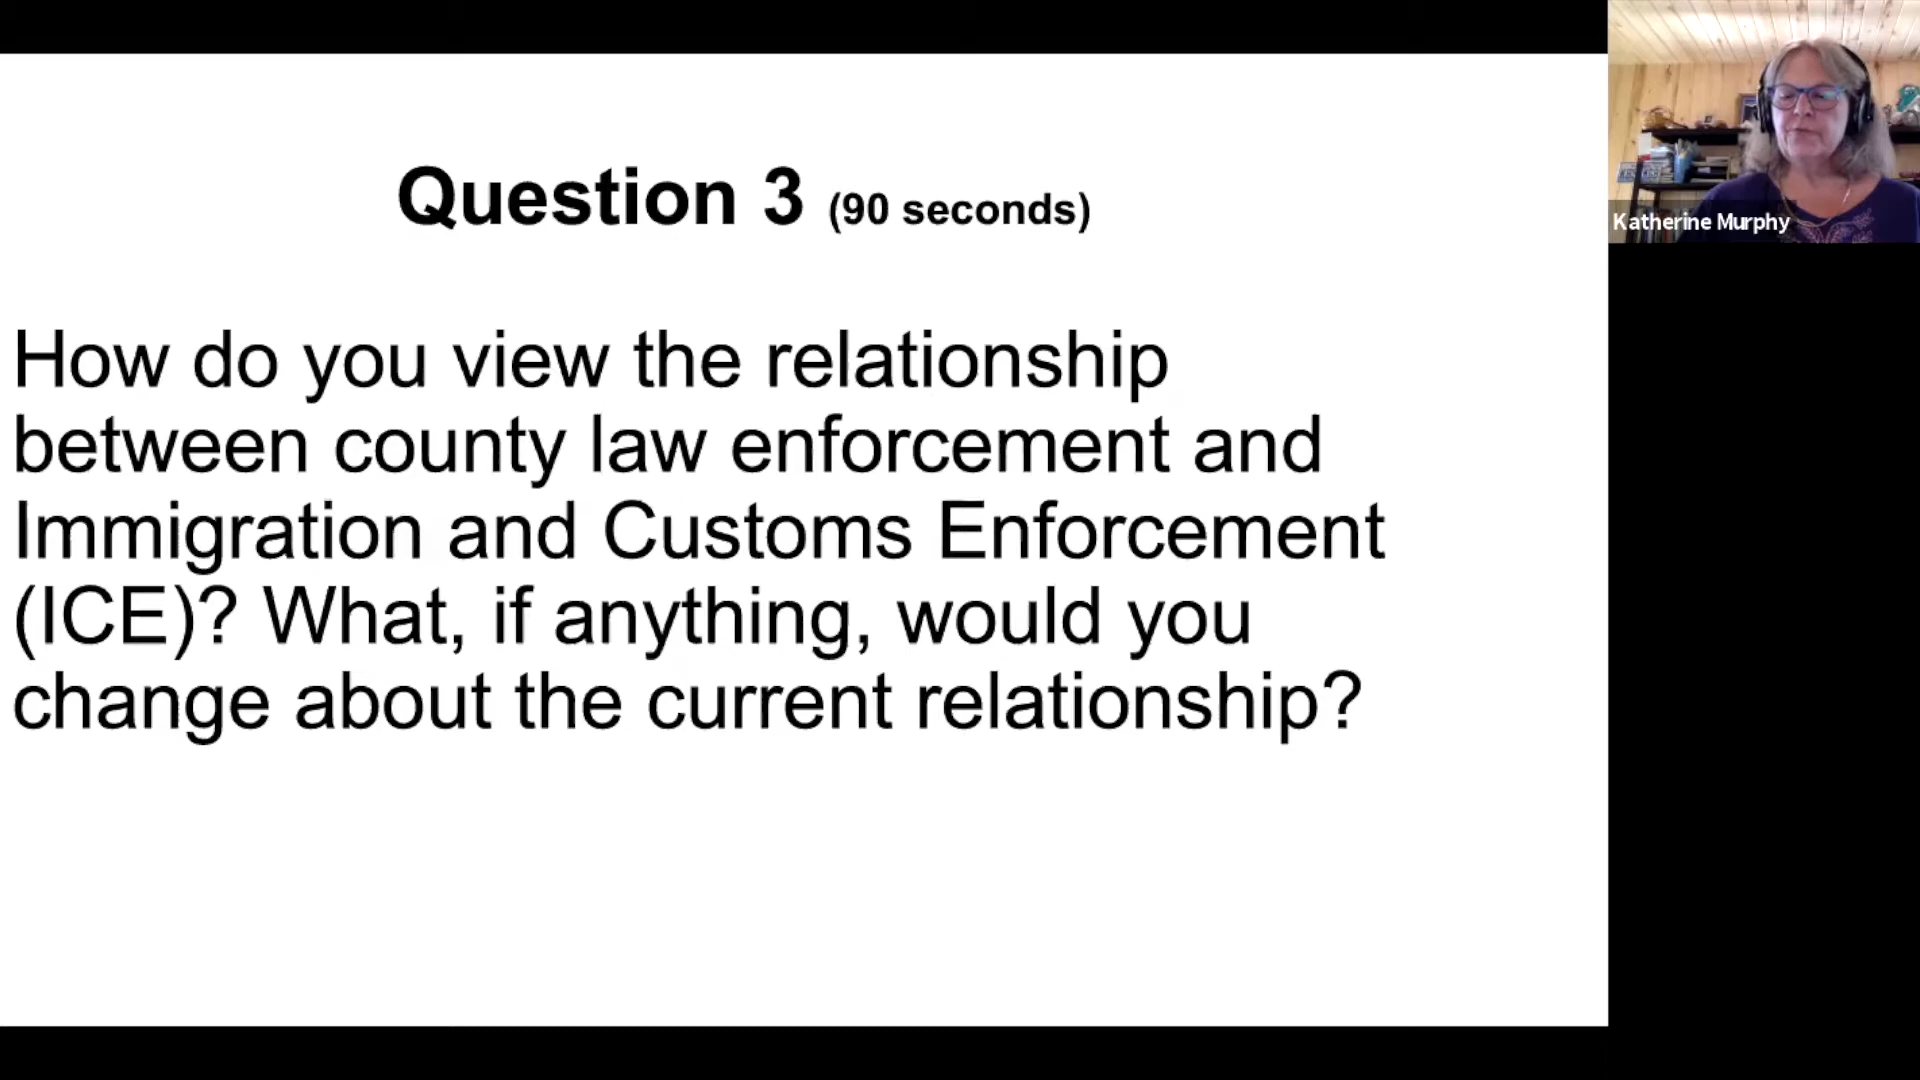 Question 3 (90 seconds)
How do you view the relationship
between county law enforcement and
Immigration and Customs Enforcement
(ICE)? What, if anything, would you
change about the current relationship?
Katherine Murphy